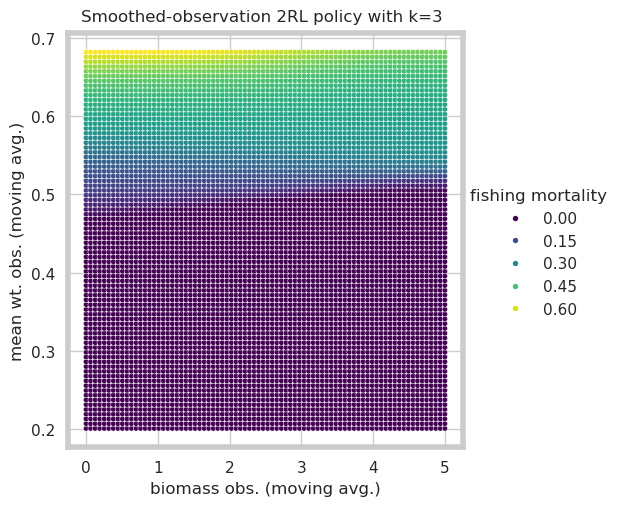 Smoothed-observation 2RL policy with k=3
0.7
0.6
0.5
0.4
0.3
0.2
mean wt. obs. (moving avg.)
0 1 2 3 4 5
biomass obs. (moving avg.)
fishing mortality
0.00
0.15
0.30
0.45
0.60